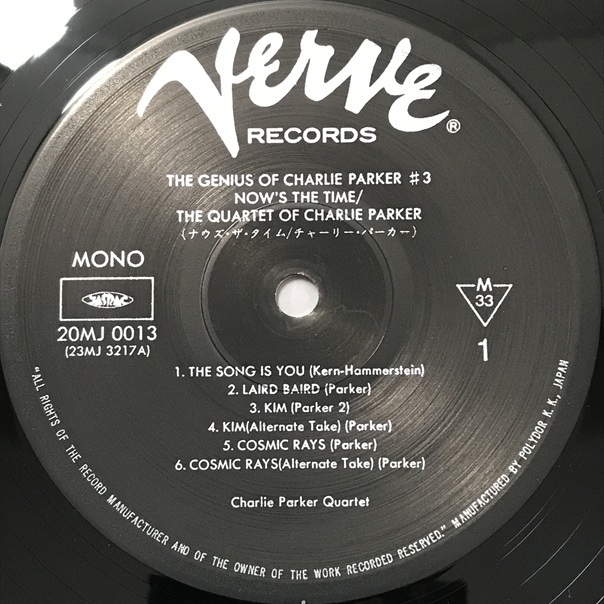 Verve
RECORDS ®
THE GENIUS OF CHARLIE PARKER #3
NOW'S THE TIME/
THE QUARTET OF CHARLIE PARKER
(ナウズ・ザ・タイム/チャーリー・パーカー)
MONO
JASRAC
20MJ 0013
(23MJ 3217A)
M
33
1
1. THE SONG IS YOU (Kern-Hammerstein)
2. LAIRD BAIRD (Parker)
3. KIM (Parker 2)
4. KIM(Alternate Take) (Parker)
5. COSMIC RAYS (Parker)
6. COSMIC RAYS(Alternate Take) (Parker)
Charlie Parker Quartet
"ALL RIGHTS OF THE RECORD MANUFACTURER AND OF THE OWNER OF THE WORK RECORDED RESERVED." MANUFACTURED BY POLYDOR K. K., JAPAN